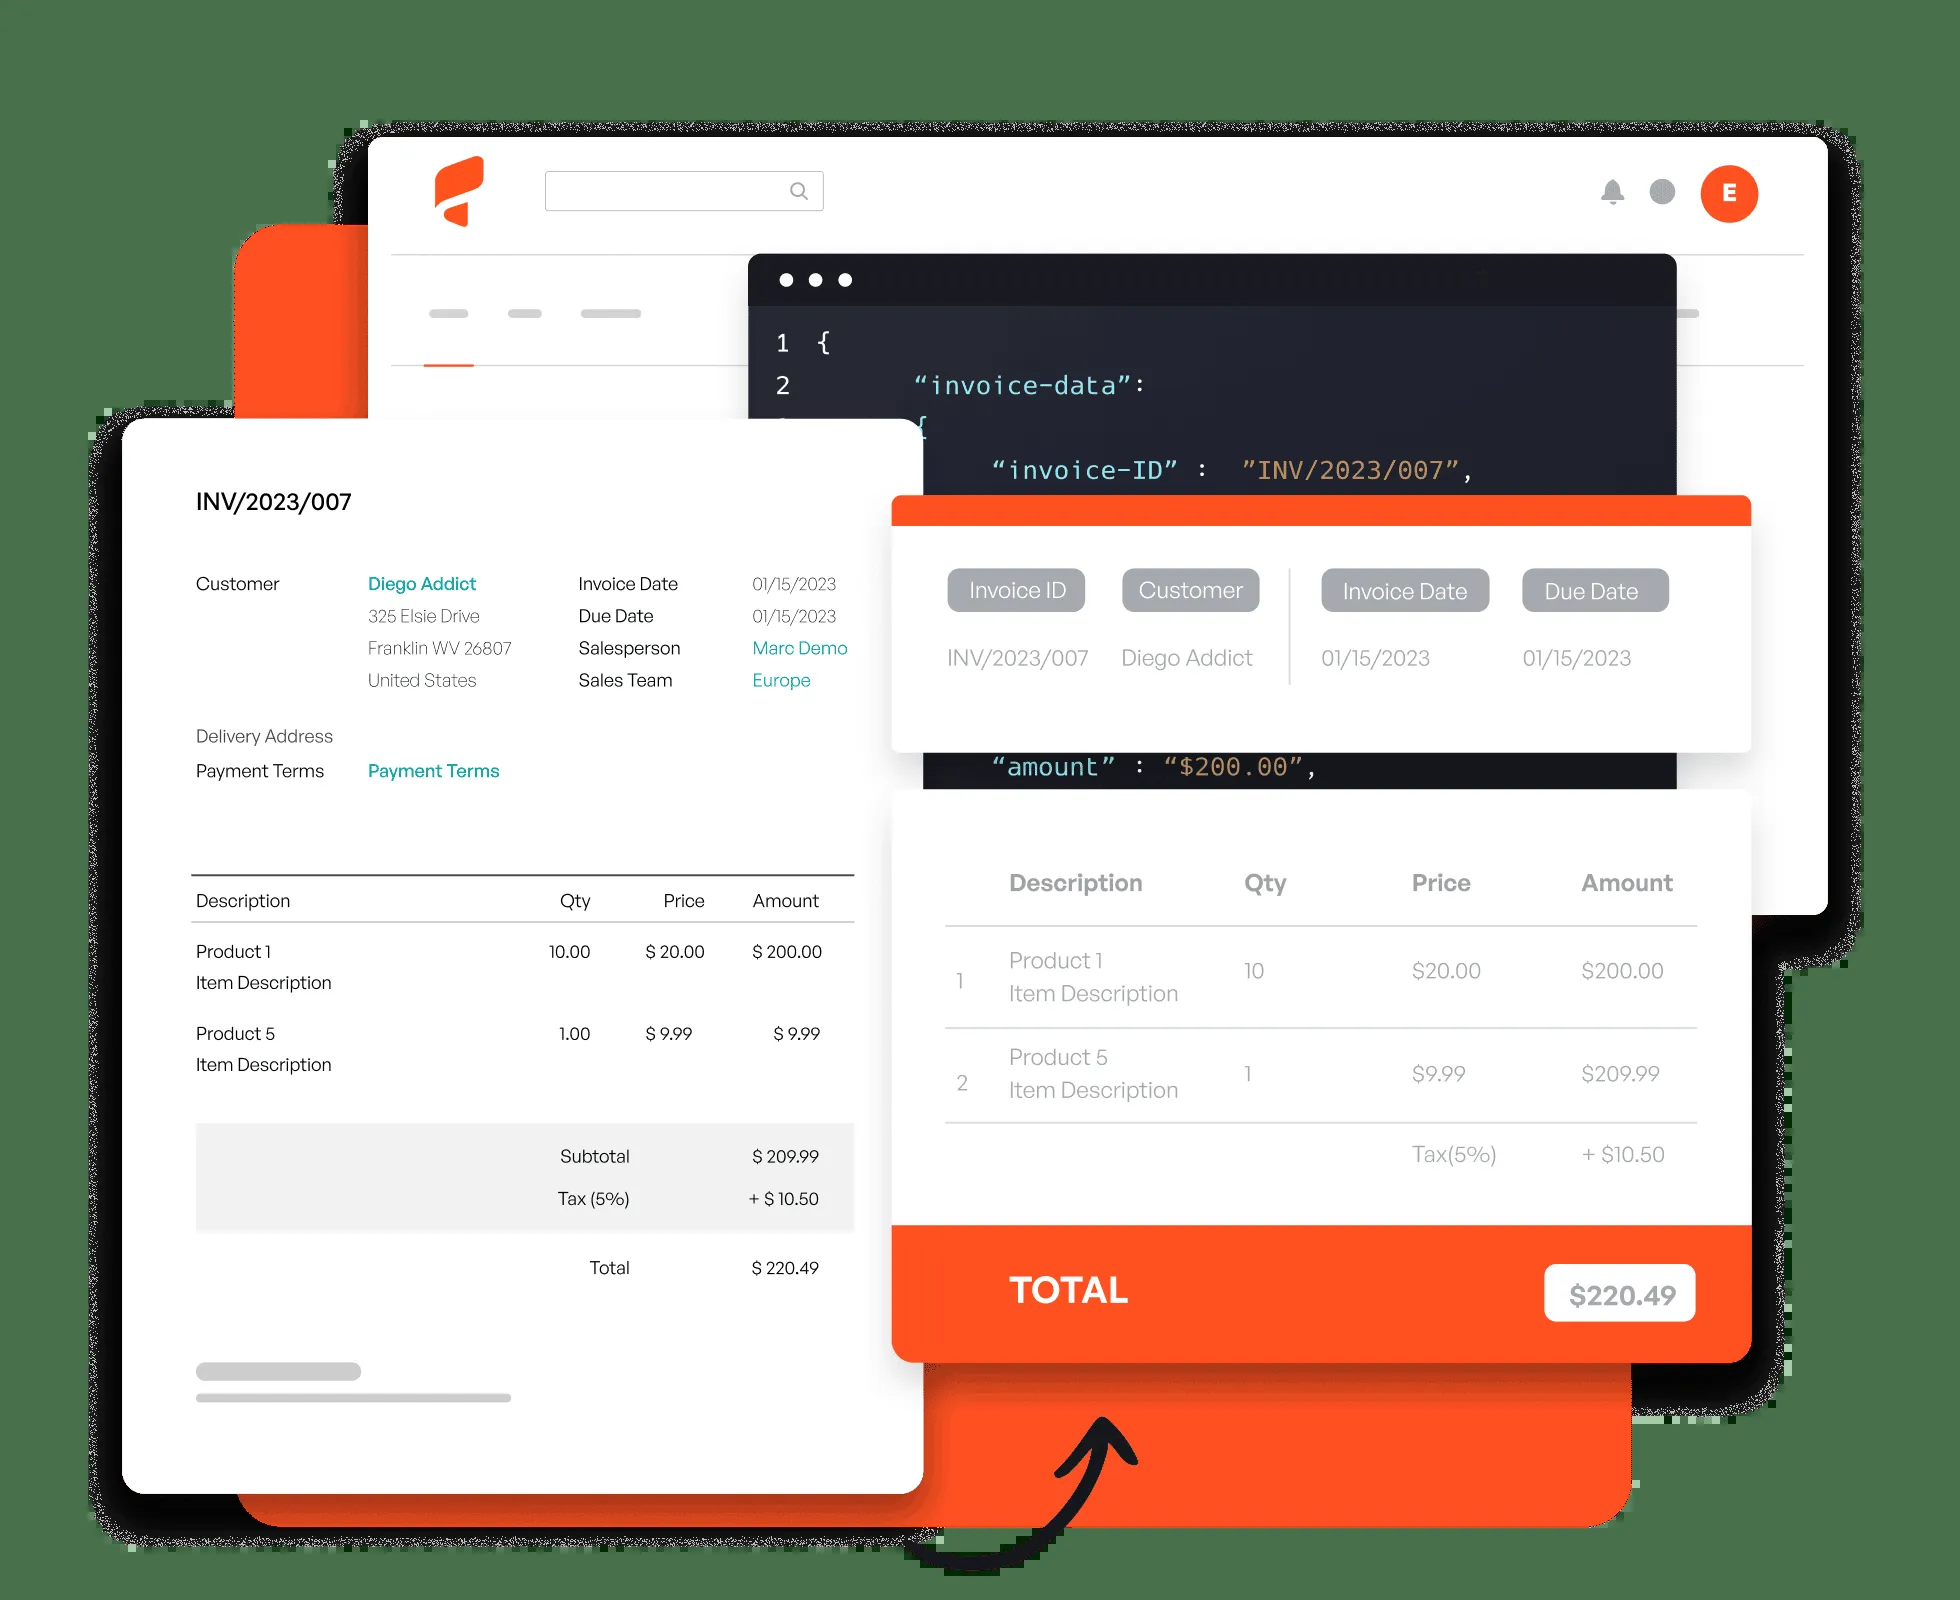 E
1 {
2 “invoice-data”:
{
“invoice-ID” : ”INV/2023/007”,
INV/2023/007
Customer Diego Addict Invoice Date 01/15/2023
325 Elsie Drive Due Date 01/15/2023
Franklin WV 26807 Salesperson Marc Demo
United States Sales Team Europe
Delivery Address
Payment Terms Payment Terms
Description Qty Price Amount
Product 1 10.00 $ 20.00 $ 200.00
Item Description
Product 5 1.00 $ 9.99 $ 9.99
Item Description
Subtotal $ 209.99
Tax (5%) + $ 10.50
Total $ 220.49
Invoice ID Customer Invoice Date Due Date
INV/2023/007 Diego Addict 01/15/2023 01/15/2023
“amount” : “$200.00”,
Description Qty Price Amount
1 Product 1 10 $20.00 $200.00
Item Description
2 Product 5 1 $9.99 $209.99
Item Description
Tax(5%) + $10.50
TOTAL $220.49